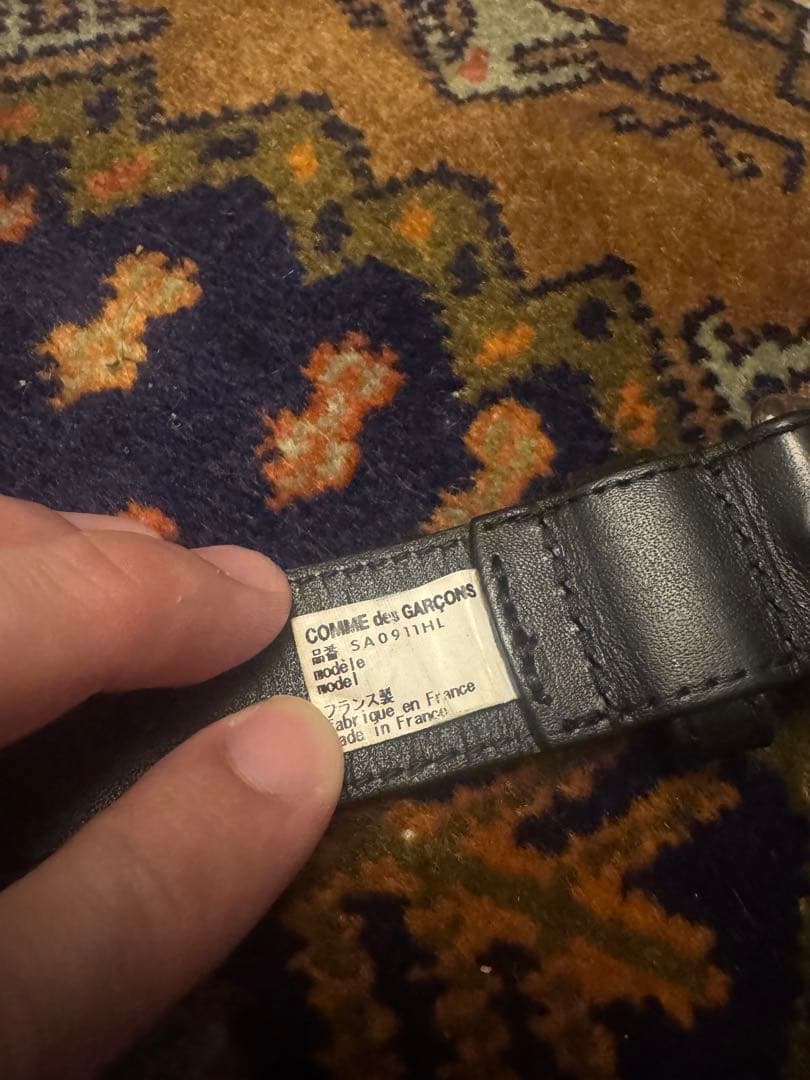 COMME des GARÇONS
品番 SA0911HL
modèle
model
フランス製
fabrique en France
made in France